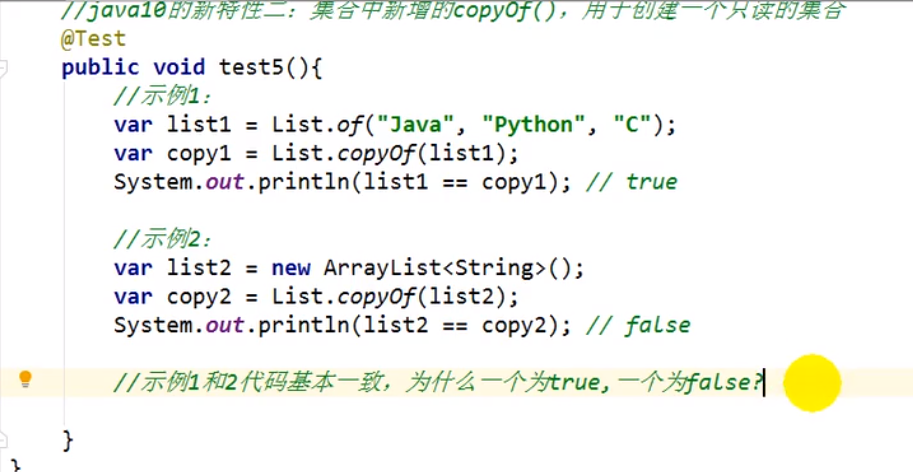 //java10的新特性二：集合中新增的copyOf()，用于创建一个只读的集合
@Test
public void test5(){
//示例1：
var list1 = List.of("Java", "Python", "C");
var copy1 = List.copyOf(list1);
System.out.println(list1 == copy1); // true
//示例2：
var list2 = new ArrayList<String>();
var copy2 = List.copyOf(list2);
System.out.println(list2 == copy2); // false
//示例1和2代码基本一致，为什么一个为true,一个为false?
}
}